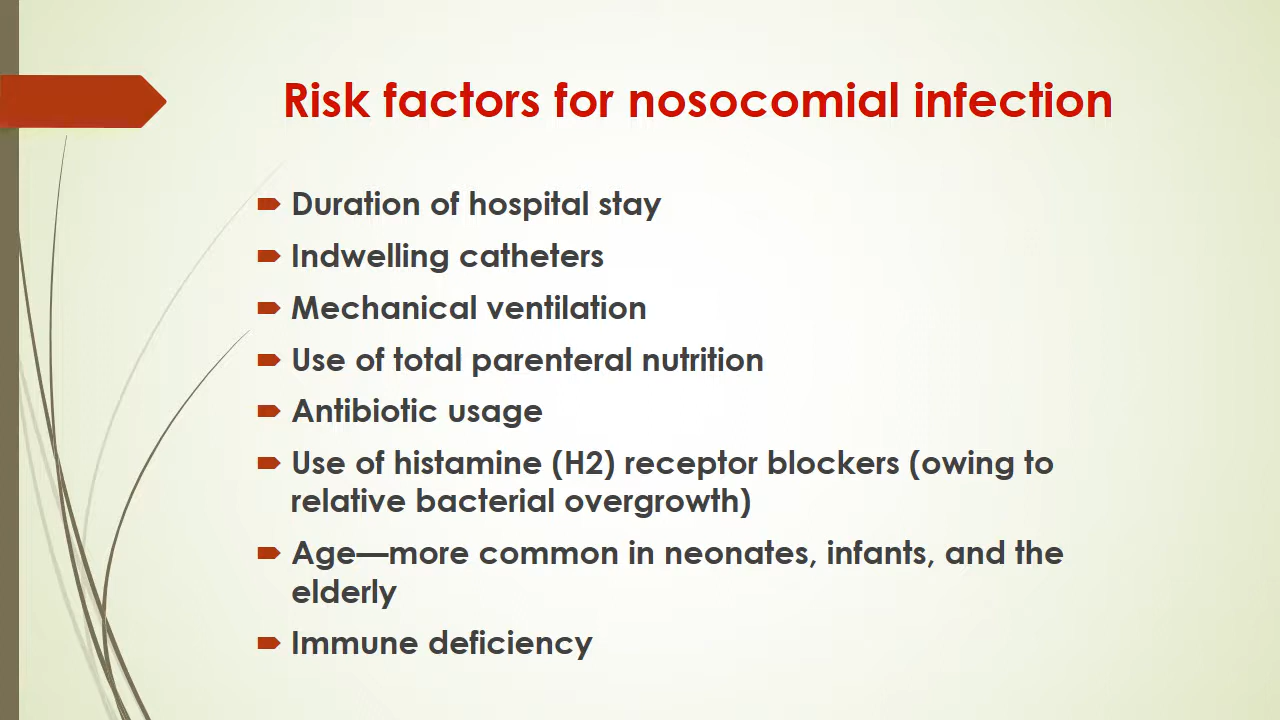 Risk factors for nosocomial infection
Duration of hospital stay
Indwelling catheters
Mechanical ventilation
Use of total parenteral nutrition
Antibiotic usage
Use of histamine (H2) receptor blockers (owing to
relative bacterial overgrowth)
Age—more common in neonates, infants, and the
elderly
Immune deficiency